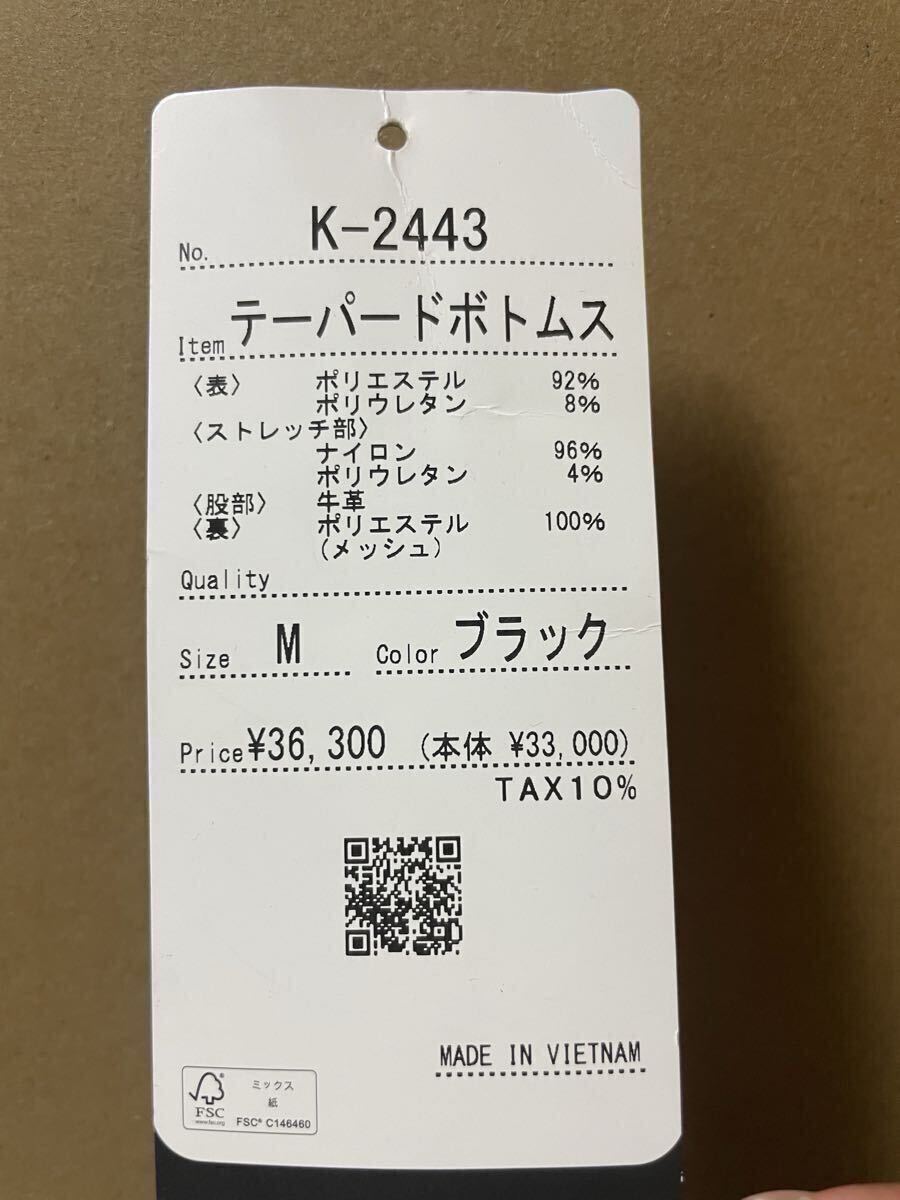 No. K-2443
Item テーパードボトムス
〈表〉 ポリエステル 92%
ポリウレタン 8%
〈ストレッチ部〉
ナイロン 96%
ポリウレタン 4%
〈股部〉 牛革
〈裏〉 ポリエステル 100%
(メッシュ)
Quality
Size M Color ブラック
Price ¥36,300 (本体 ¥33,000)
TAX10%
MADE IN VIETNAM
ミックス
紙
FSC
www.fsc.org
FSC® C146460